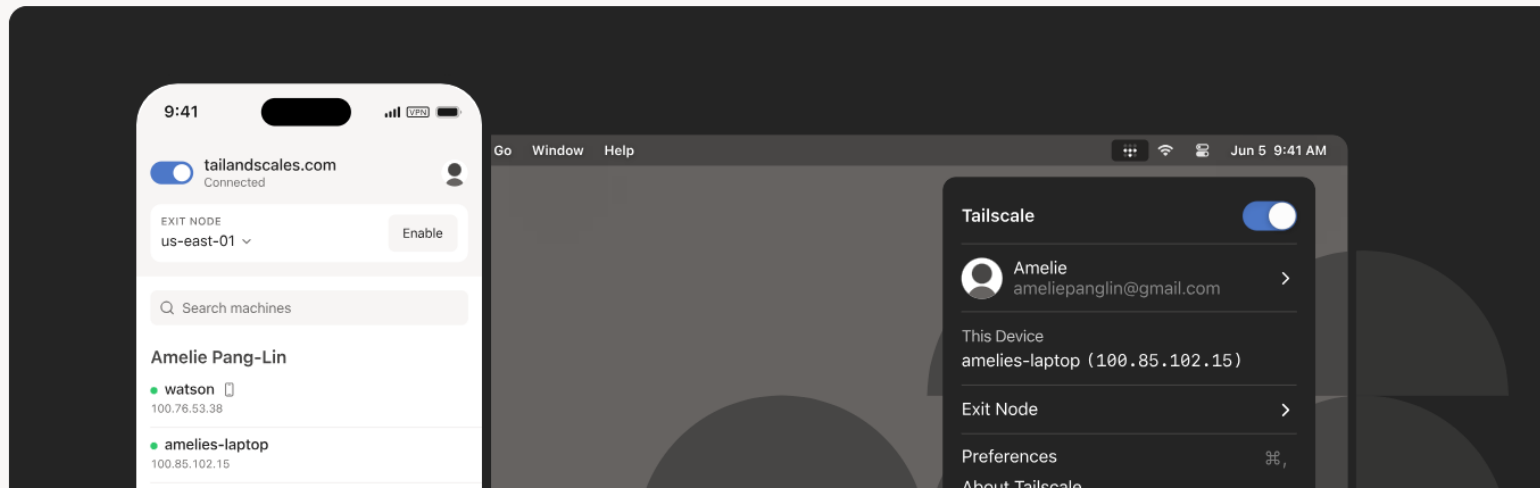 9:41
VPN
tailandscales.com
Connected
EXIT NODE
us-east-01
Enable
Search machines
Amelie Pang-Lin
watson
100.76.53.38
amelies-laptop
100.85.102.15
Go Window Help
Jun 5 9:41 AM
Tailscale
Amelie
ameliepanglin@gmail.com
This Device
amelies-laptop (100.85.102.15)
Exit Node
Preferences ⌘,
About Tailscale